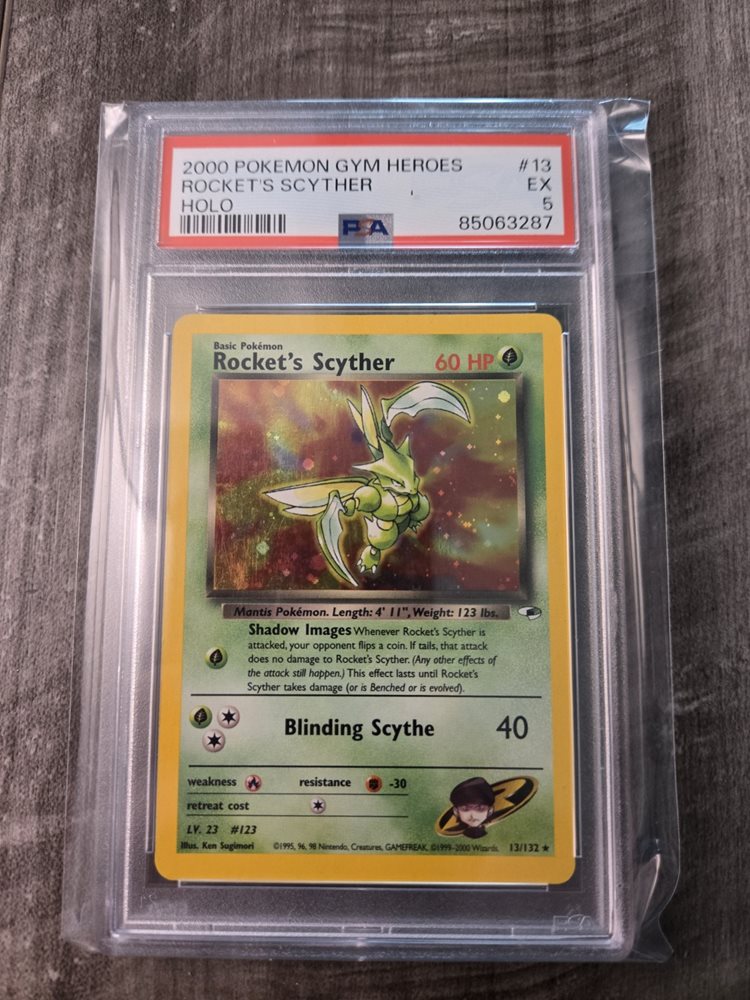 2000 POKEMON GYM HEROES #13
ROCKET'S SCYTHER EX
HOLO 5
PSA 85063287
Basic Pokémon
Rocket's Scyther 60 HP
Mantis Pokémon. Length: 4' 11", Weight: 123 lbs.
Shadow Images Whenever Rocket's Scyther is
attacked, your opponent flips a coin. If tails, that attack
does no damage to Rocket's Scyther. (Any other effects of
the attack still happen.) This effect lasts until Rocket's
Scyther takes damage (or is Benched or is evolved).
Blinding Scythe 40
weakness resistance -30
retreat cost
LV. 23 #123
Illus. Ken Sugimori ©1995, 96, 98 Nintendo, Creatures, GAMEFREAK. ©1999-2000 Wizards. 13/132 ★